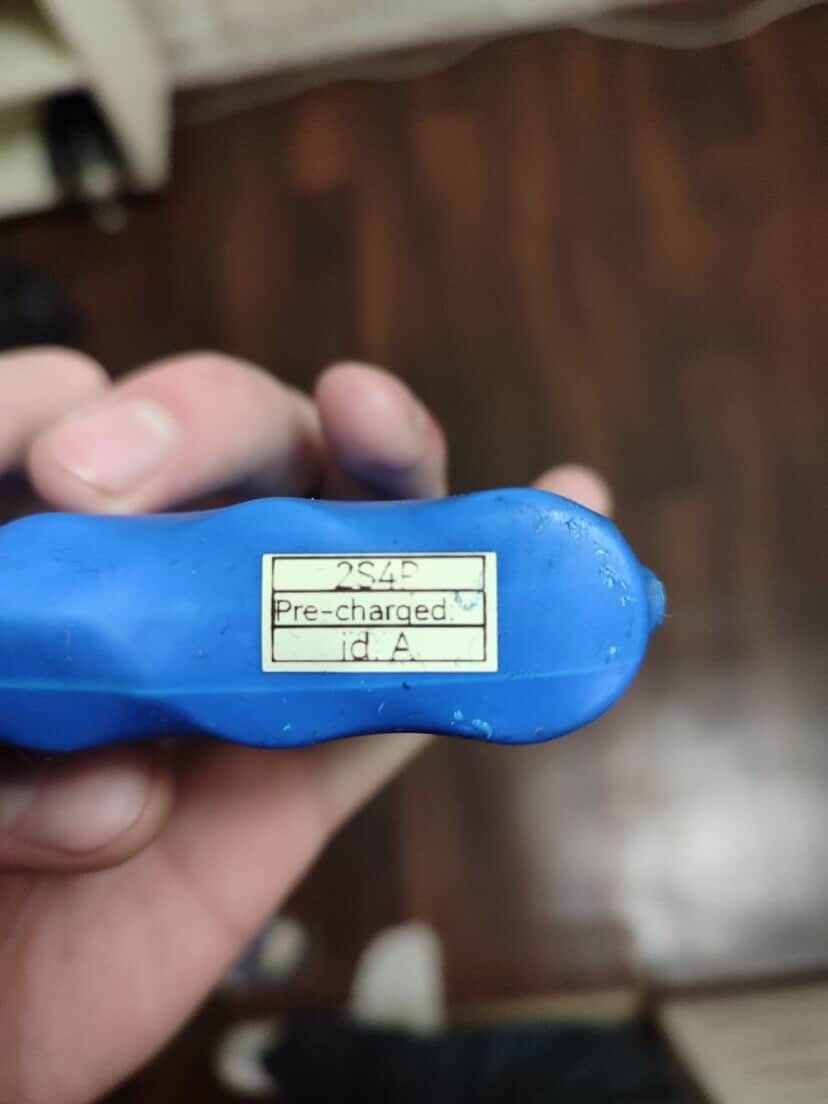 2S4P
Pre-charged:
id. A